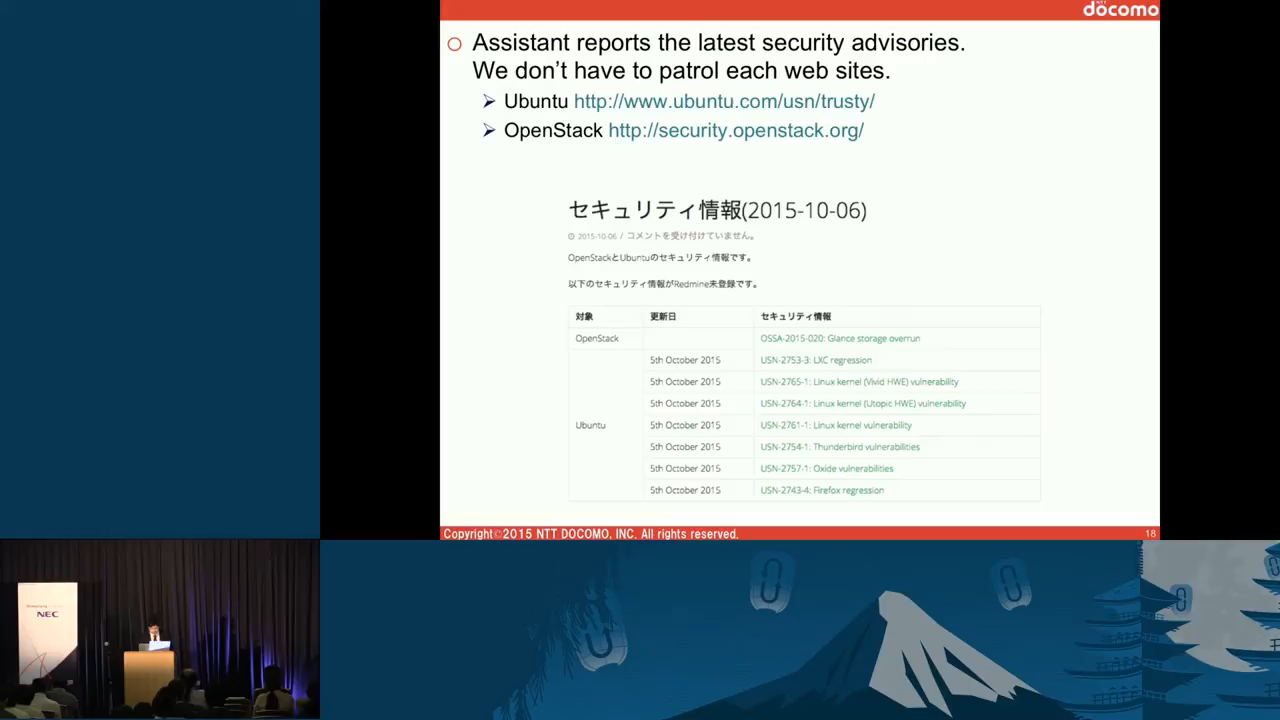 NTT
docomo
Assistant reports the latest security advisories.
We don't have to patrol each web sites.
Ubuntu http://www.ubuntu.com/usn/trusty/
OpenStack http://security.openstack.org/
セキュリティ情報(2015-10-06)
2015-10-06 / コメントを受け付けていません。
OpenStackとUbuntuのセキュリティ情報です。
以下のセキュリティ情報がRedmine未登録です。
対象 更新日 セキュリティ情報
OpenStack OSSA-2015-020: Glance storage overrun
5th October 2015 USN-2753-3: LXC regression
5th October 2015 USN-2765-1: Linux kernel (Vivid HWE) vulnerability
5th October 2015 USN-2764-1: Linux kernel (Utopic HWE) vulnerability
Ubuntu 5th October 2015 USN-2761-1: Linux kernel vulnerability
5th October 2015 USN-2754-1: Thunderbird vulnerabilities
5th October 2015 USN-2757-1: Oxide vulnerabilities
5th October 2015 USN-2743-4: Firefox regression
Copyright©2015 NTT DOCOMO, INC. All rights reserved.
18
NEC